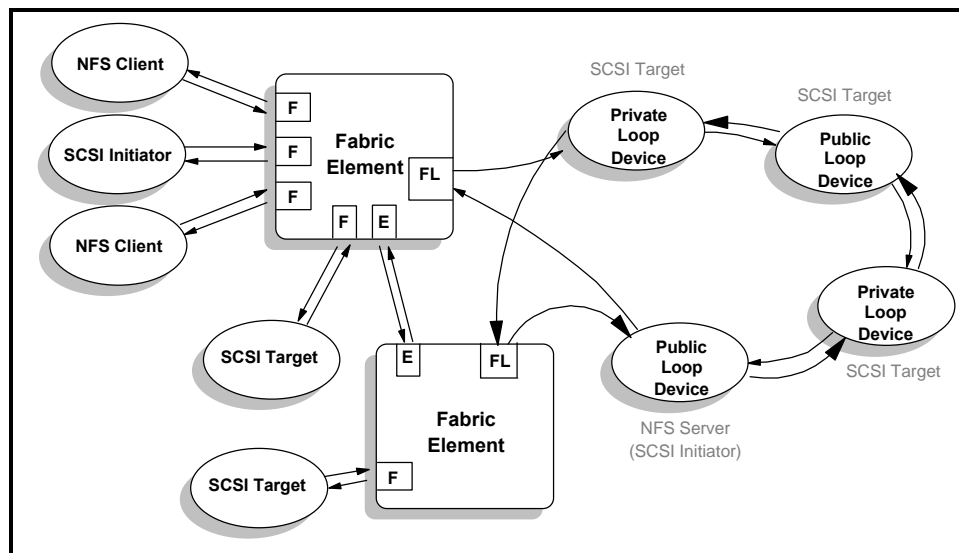 NFS Client
SCSI Initiator
NFS Client
F
F
F
Fabric
Element
FL
F
E
SCSI Target
Private
Loop
Device
SCSI Target
Public
Loop
Device
Private
Loop
Device
SCSI Target
Public
Loop
Device
NFS Server
(SCSI Initiator)
SCSI Target
E
FL
Fabric
Element
F
SCSI Target